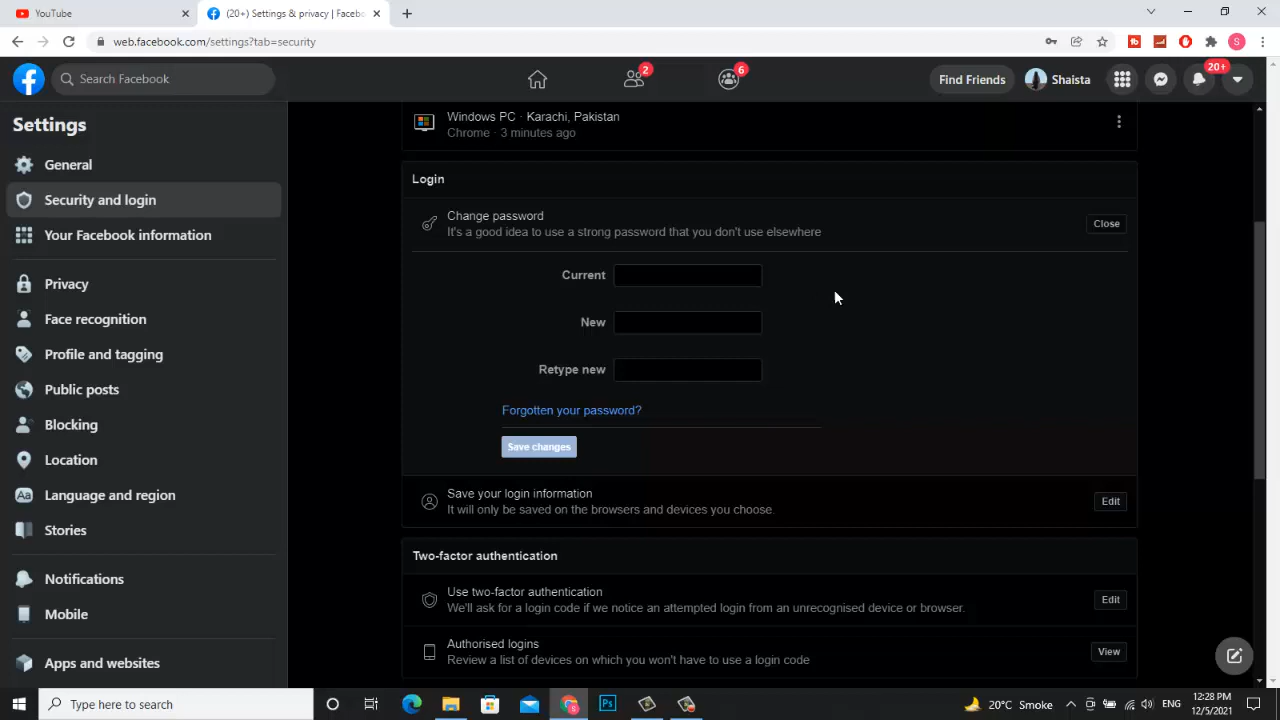 YouTube
(20+) Settings & privacy | Facebo
web.facebook.com/settings?tab=security
S
Search Facebook
2
6
Find Friends
Shaista
20+
Settings
General
Security and login
Your Facebook information
Privacy
Face recognition
Profile and tagging
Public posts
Blocking
Location
Aa
Language and region
Stories
Notifications
Mobile
Apps and websites
Windows PC · Karachi, Pakistan
Chrome · 3 minutes ago
Login
Change password
It's a good idea to use a strong password that you don't use elsewhere
Close
Current
New
Retype new
Forgotten your password?
Save changes
Save your login information
It will only be saved on the browsers and devices you choose.
Edit
Two-factor authentication
Use two-factor authentication
We'll ask for a login code if we notice an attempted login from an unrecognised device or browser.
Edit
Authorised logins
Review a list of devices on which you won't have to use a login code
View
Type here to search
Ps
20°C Smoke
ENG
12:28 PM
12/5/2021